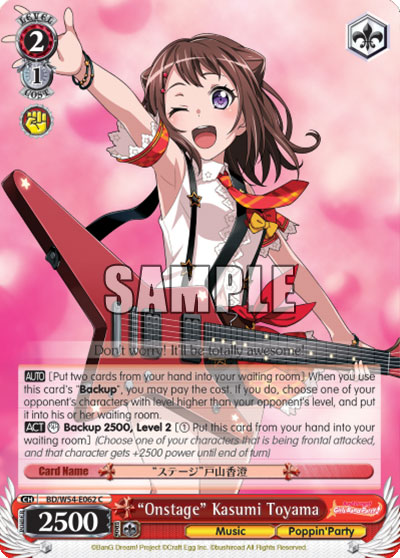 LEVEL
2
1
COST
SAMPLE
Don't worry! It'll be totally awesome!
AUTO [Put two cards from your hand into your waiting room] When you use
this card's "Backup", you may pay the cost. If you do, choose one of your
opponent's characters with level higher than your opponent's level, and
put it into his or her waiting room.
ACT Backup 2500, Level 2 [① Put this card from your hand into your
waiting room] (Choose one of your characters that is being frontal attacked,
and that character gets +2500 power until end of turn)
Card Name
"ステージ"戸山香澄
CH
BD/WS4-E062 C
2500
"Onstage" Kasumi Toyama
Music
Poppin'Party
©BanG Dream! Project ©Craft Egg Inc. ©bushiroad All Rights Reserved.